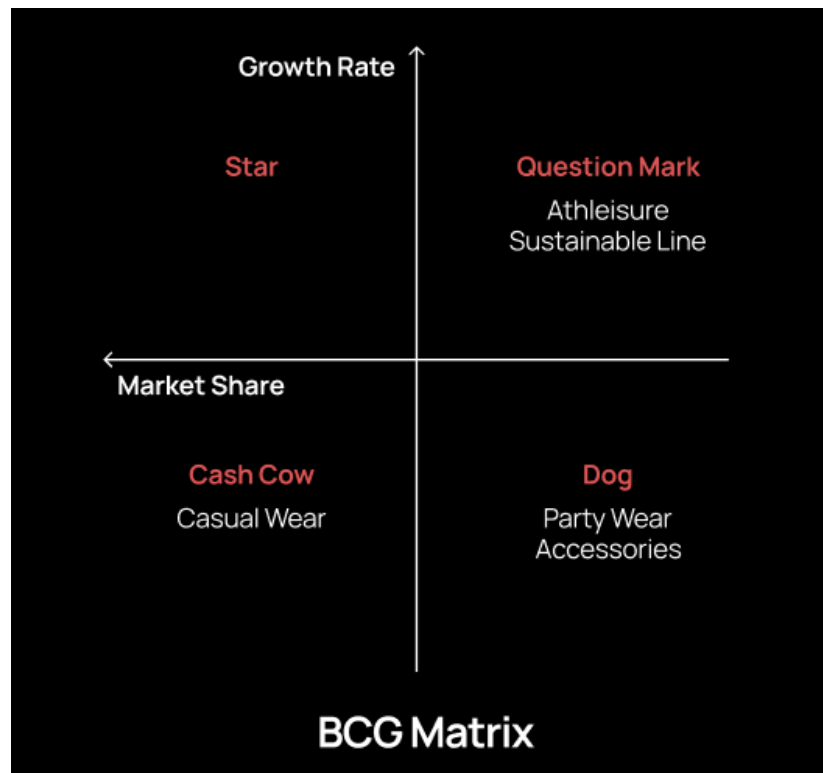 Growth Rate
Star
Question Mark
Athleisure
Sustainable Line
Market Share
Cash Cow
Casual Wear
Dog
Party Wear
Accessories
BCG Matrix